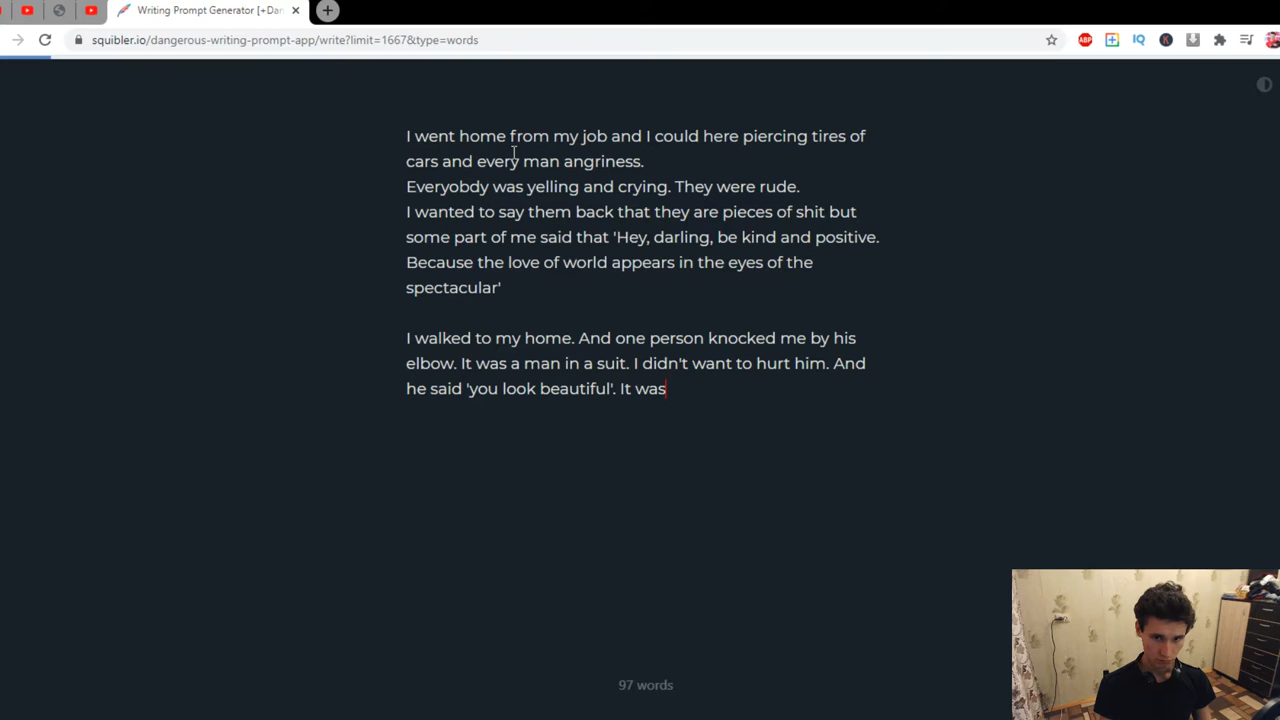 Writing Prompt Generator [+Dan
squibler.io/dangerous-writing-prompt-app/write?limit=1667&type=words
ABP
IQ
K
I went home from my job and I could here piercing tires of
cars and every man angriness.
Everyobdy was yelling and crying. They were rude.
I wanted to say them back that they are pieces of shit but
some part of me said that 'Hey, darling, be kind and positive.
Because the love of world appears in the eyes of the
spectacular'
I walked to my home. And one person knocked me by his
elbow. It was a man in a suit. I didn't want to hurt him. And
he said 'you look beautiful'. It was
97 words